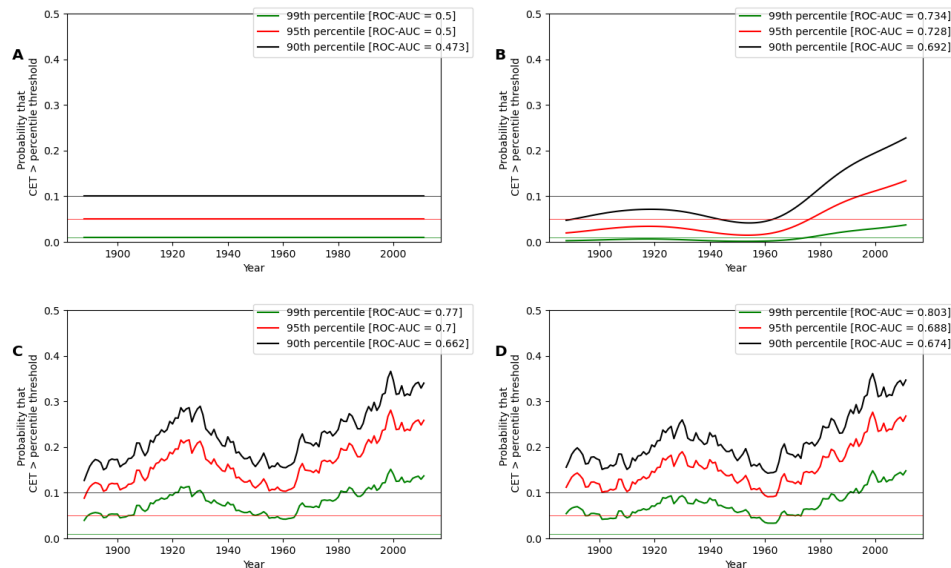 A
99th percentile [ROC-AUC = 0.5]
95th percentile [ROC-AUC = 0.5]
90th percentile [ROC-AUC = 0.473]
Probability that
CET > percentile threshold
0.5
0.4
0.3
0.2
0.1
0.0
1900 1920 1940 1960 1980 2000
Year
B
99th percentile [ROC-AUC = 0.734]
95th percentile [ROC-AUC = 0.728]
90th percentile [ROC-AUC = 0.692]
Probability that
CET > percentile threshold
0.5
0.4
0.3
0.2
0.1
0.0
1900 1920 1940 1960 1980 2000
Year
C
99th percentile [ROC-AUC = 0.77]
95th percentile [ROC-AUC = 0.7]
90th percentile [ROC-AUC = 0.662]
Probability that
CET > percentile threshold
0.5
0.4
0.3
0.2
0.1
0.0
1900 1920 1940 1960 1980 2000
Year
D
99th percentile [ROC-AUC = 0.803]
95th percentile [ROC-AUC = 0.688]
90th percentile [ROC-AUC = 0.674]
Probability that
CET > percentile threshold
0.5
0.4
0.3
0.2
0.1
0.0
1900 1920 1940 1960 1980 2000
Year